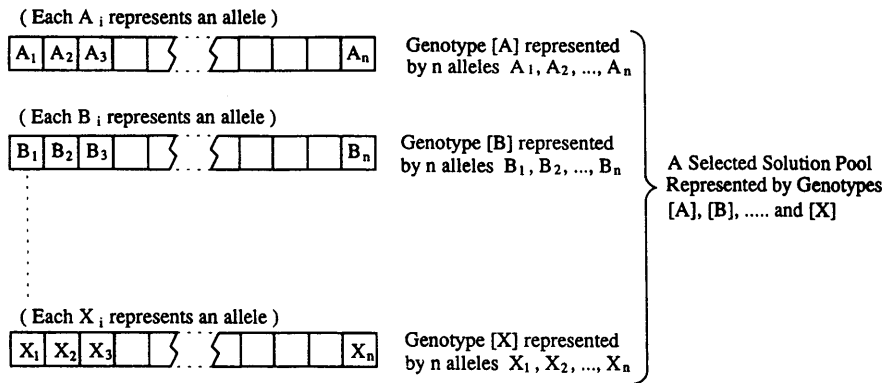 ( Each A i represents an allele )
A1 A2 A3 An
Genotype [A] represented
by n alleles A1, A2, ..., An
( Each B i represents an allele )
B1 B2 B3 Bn
Genotype [B] represented
by n alleles B1, B2, ..., Bn
A Selected Solution Pool
Represented by Genotypes
[A], [B], ..... and [X]
( Each X i represents an allele )
X1 X2 X3 Xn
Genotype [X] represented
by n alleles X1, X2, ..., Xn